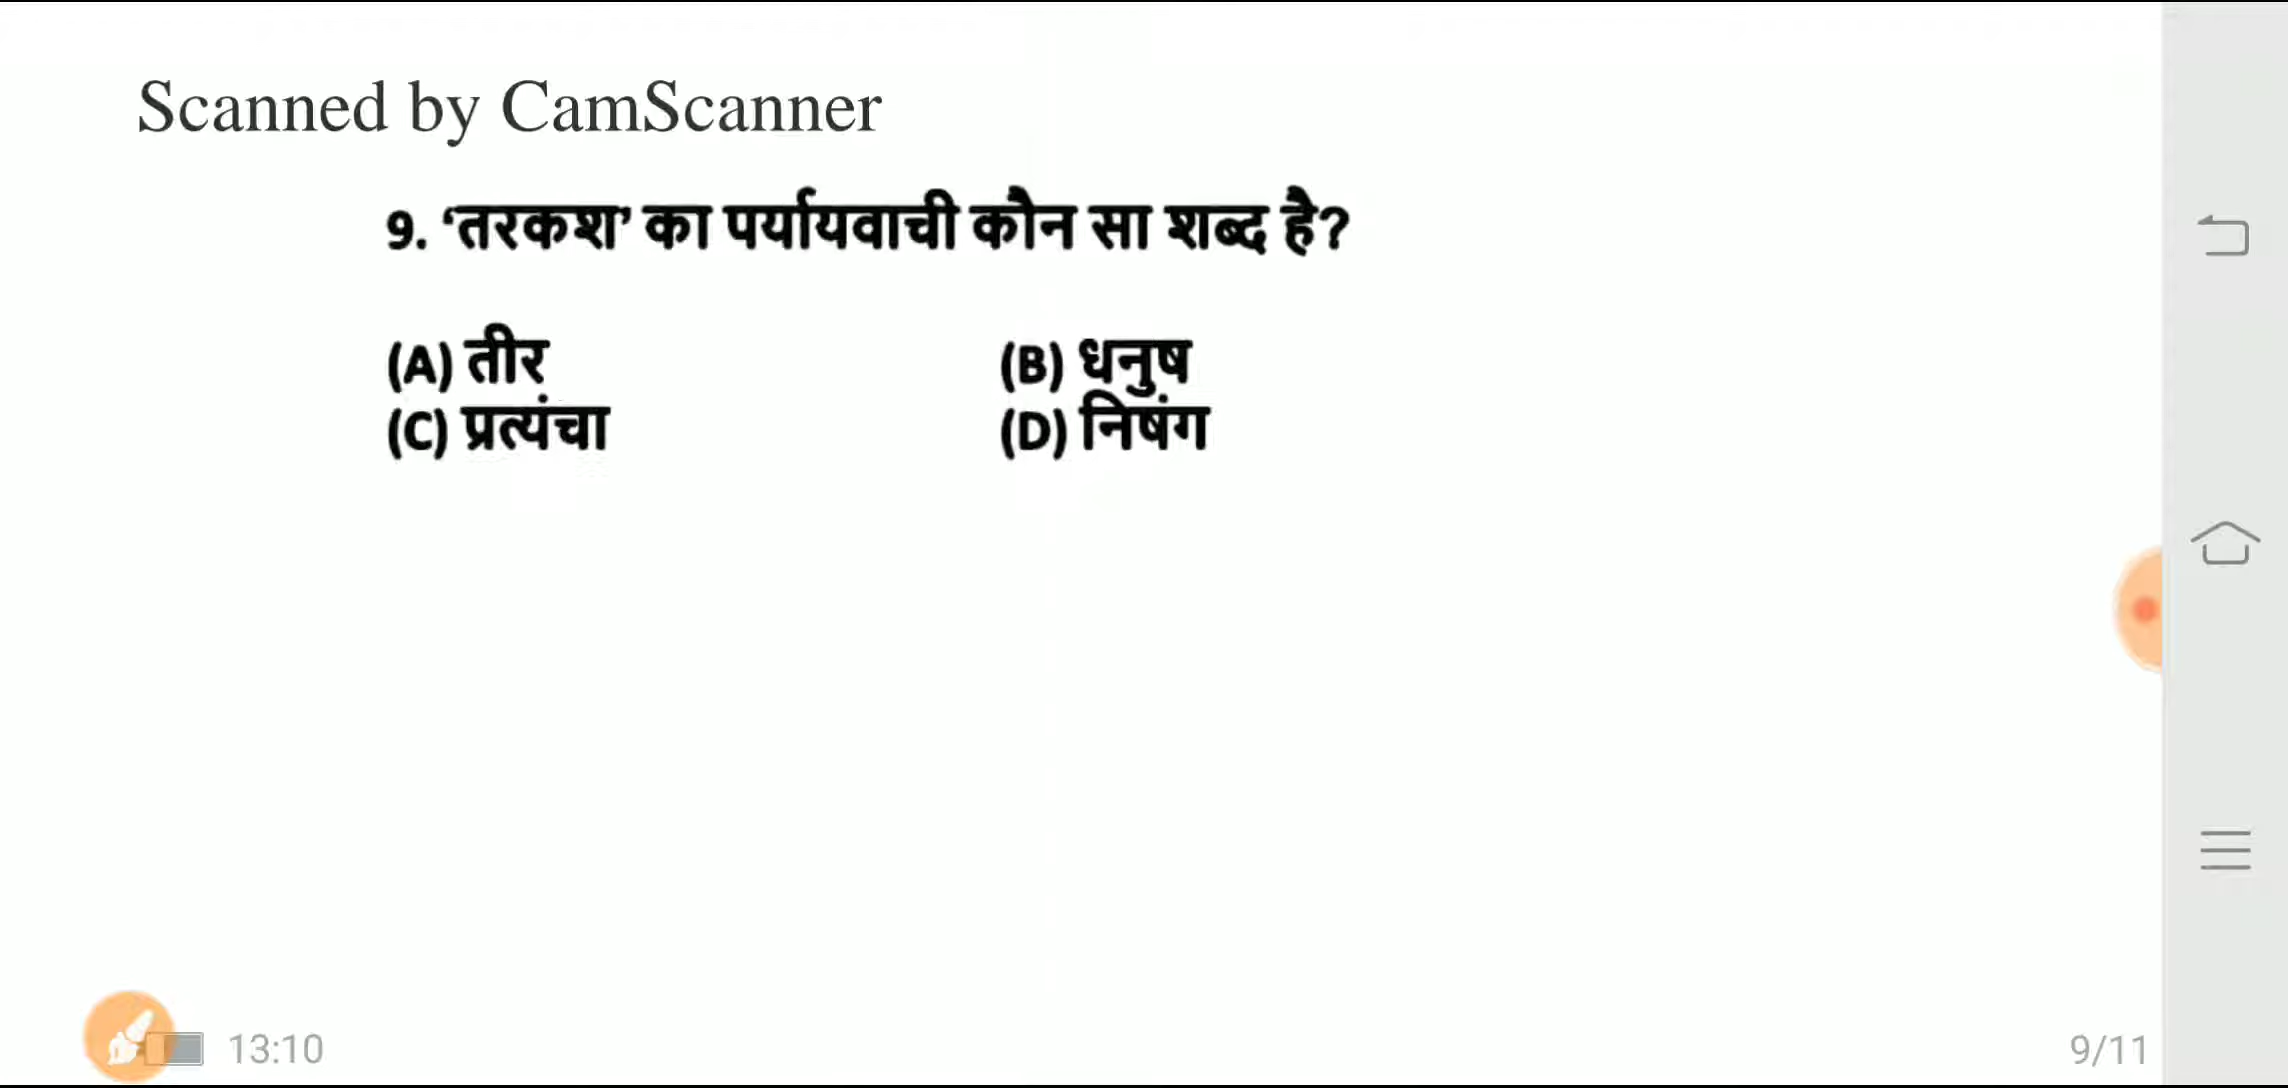 Scanned by CamScanner
9. ‘तरकश’ का पर्यायवाची कौन सा शब्द है?
(A) तीर (B) धनुष
(C) प्रत्यंचा (D) निषंग
13:10 9/11